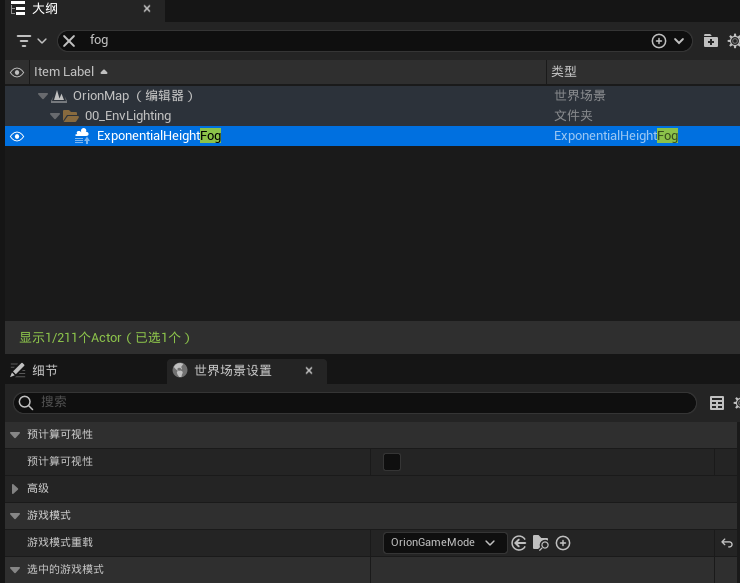 大纲
fog
Item Label 类型
OrionMap（编辑器） 世界场景
00_EnvLighting 文件夹
ExponentialHeightFog ExponentialHeightFog
显示1/211个Actor（已选1个）
细节 世界场景设置
搜索
预计算可视性
预计算可视性
高级
游戏模式
游戏模式重载 OrionGameMode
选中的游戏模式